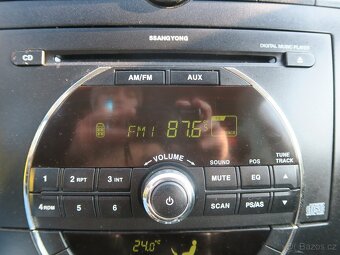 SSANGYONG
CD
DIGITAL MUSIC PLAYER
AM/FM AUX
FM1 87.6
VOLUME
SOUND POS TUNE TRACK
1 2 RPT 3 INT MUTE EQ
4 RDM 5 6 SCAN PS/AS
24.0°C